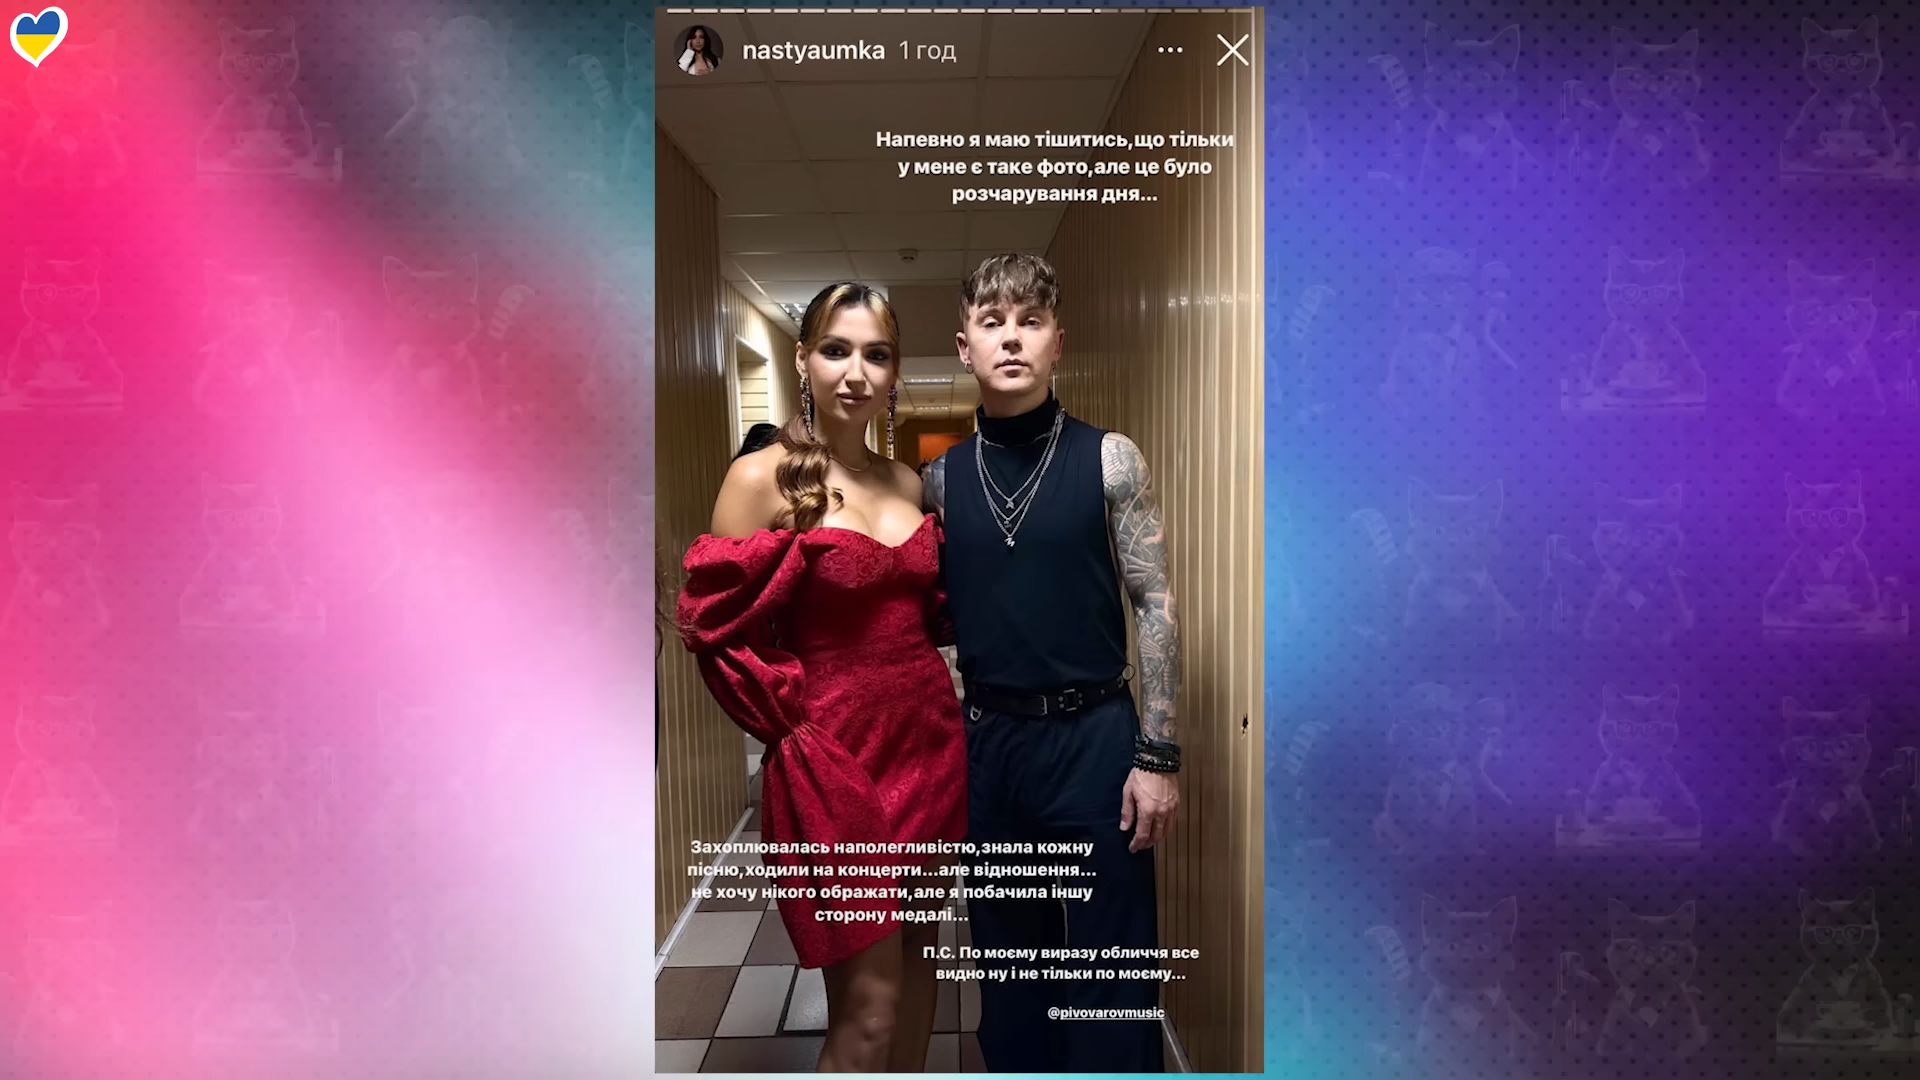 nastyaumka 1 год
Напевно я маю тішитись,що тільки
у мене є таке фото,але це було
розчарування дня...
Захоплювалась наполегливістю,знала кожну
пісню,ходили на концерти...але відношення...
не хочу нікого ображати,але я побачила іншу
сторону медалі...
П.С. По моєму виразу обличчя все
видно ну і не тільки по моєму...
@pivovarovmusic